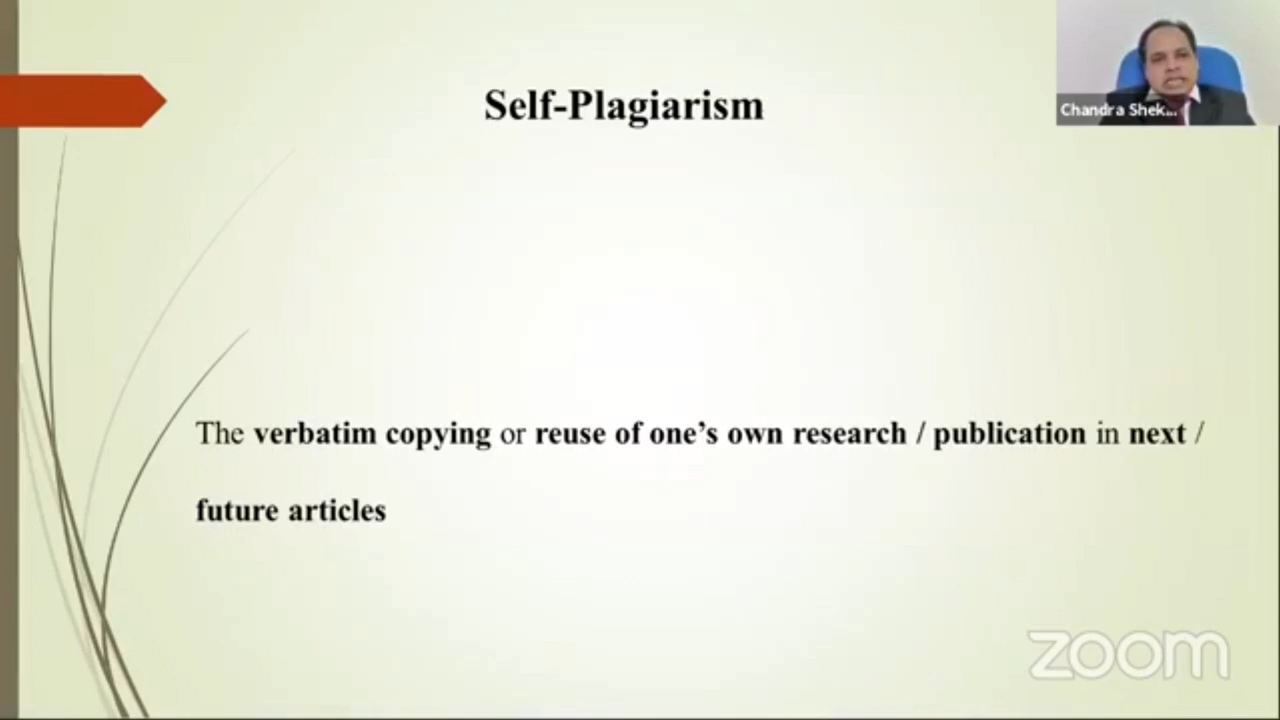 Self-Plagiarism
Chandra Shek...
The verbatim copying or reuse of one’s own research / publication in next /
future articles
zoom